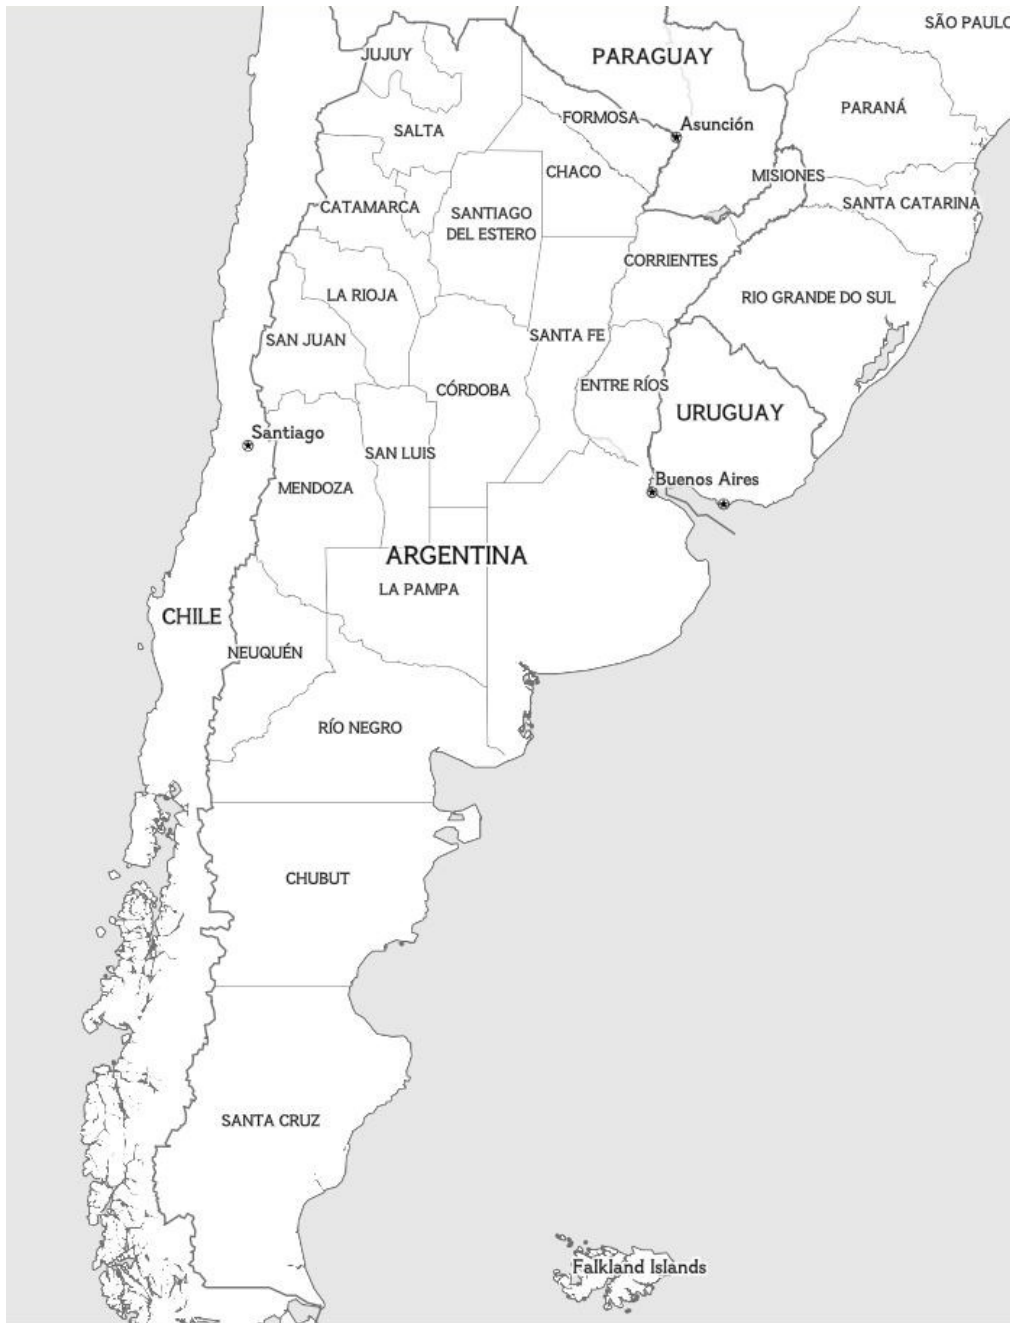 SÃO PAULO
JUJUY
PARAGUAY
PARANÁ
FORMOSA
Asunción
SALTA
CHACO
MISIONES
SANTA CATARINA
CATAMARCA
SANTIAGO
DEL ESTERO
CORRIENTES
LA RIOJA
RIO GRANDE DO SUL
SAN JUAN
SANTA FE
CÓRDOBA
ENTRE RÍOS
URUGUAY
Santiago
SAN LUIS
MENDOZA
Buenos Aires
ARGENTINA
LA PAMPA
CHILE
NEUQUÉN
RÍO NEGRO
CHUBUT
SANTA CRUZ
Falkland Islands